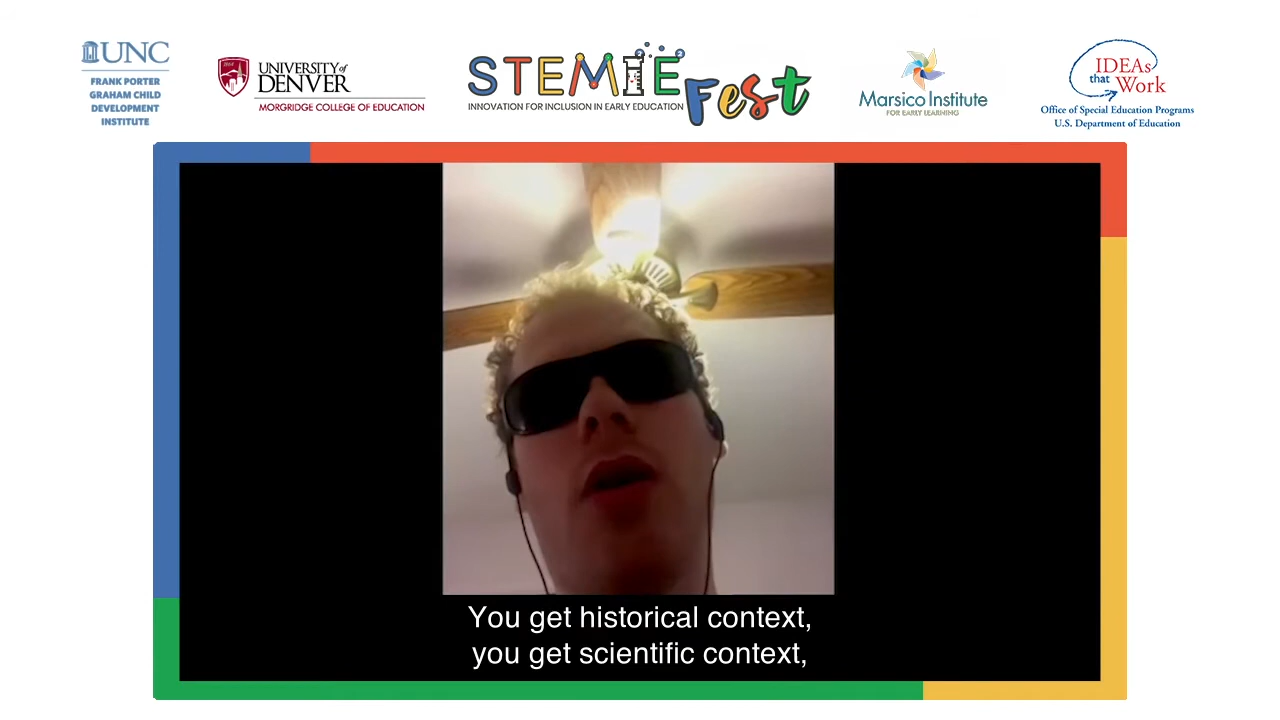 UNC
FRANK PORTER
GRAHAM CHILD
DEVELOPMENT
INSTITUTE
UNIVERSITY of
DENVER
MORGRIDGE COLLEGE OF EDUCATION
STEMIE
Fest
INNOVATION FOR INCLUSION IN EARLY EDUCATION
Marsico Institute
FOR EARLY LEARNING
IDEAs
that
Work
Office of Special Education Programs
U.S. Department of Education
You get historical context,
you get scientific context,